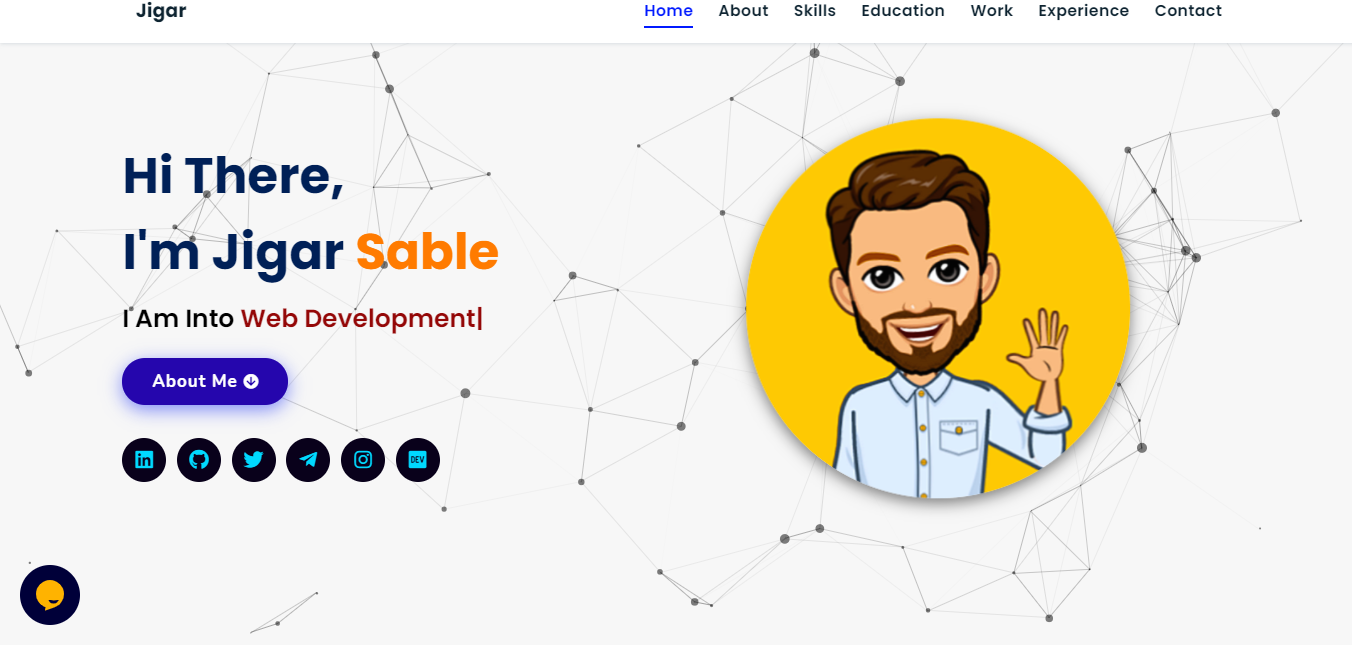 Jigar
Home About Skills Education Work Experience Contact
Hi There,
I'm Jigar Sable
I Am Into Web Development|
About Me
DEV